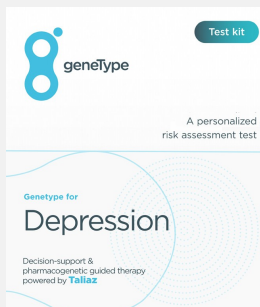 Test kit
geneType
A personalized
risk assessment test
Genetype for
Depression
Decision-support &
pharmacogenetic guided therapy
powered by Taliaz